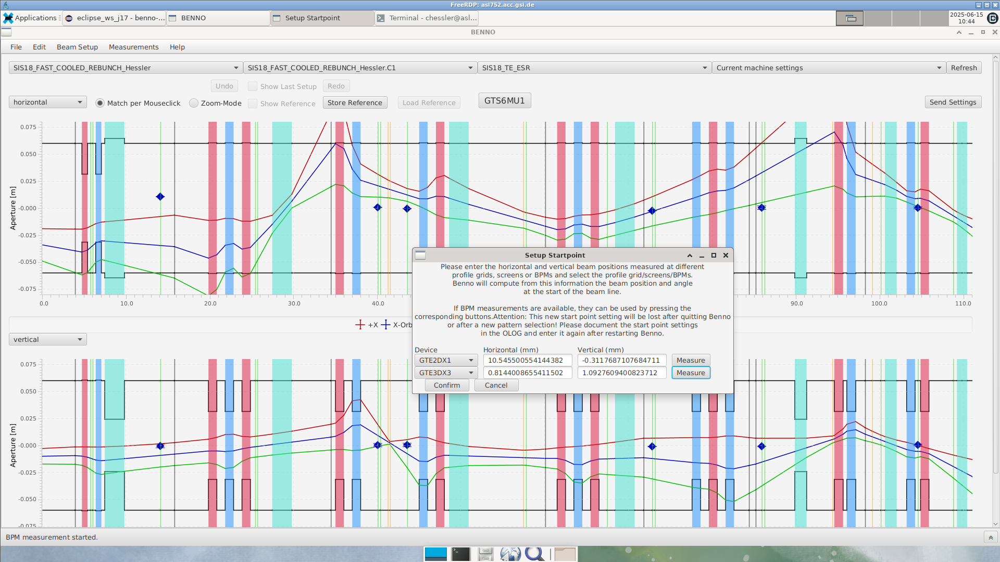 FreeRDP: asl752.acc.gsi.de
Applications
eclipse_ws_j17 - benno-...
BENNO
Setup Startpoint
Terminal - chessler@asl...
2025-06-15
10:44
BENNO
File Edit Beam Setup Measurements Help
SIS18_FAST_COOLED_REBUNCH_Hessler
SIS18_FAST_COOLED_REBUNCH_Hessler.C1
SIS18_TE_ESR
Current machine settings
Refresh
Undo
Show Last Setup
Redo
horizontal
Match per Mouseclick
Zoom-Mode
Show Reference
Store Reference
Load Reference
GTS6MU1
Send Settings
Aperture [m]
0.075
0.050
0.025
-0.000
-0.025
-0.050
-0.075
0.0 10.0 20.0 30.0 40.0 90.0 100.0 110.0
+X X-Orb
Setup Startpoint
Please enter the horizontal and vertical beam positions measured at different
profile grids, screens or BPMs and select the profile grid/screens/BPMs.
Benno will compute from this information the beam position and angle
at the start of the beam line.
If BPM measurements are available, they can be used by pressing the
corresponding buttons.Attention: This new start point setting will be lost after quitting Benno
or after a new pattern selection! Please document the start point settings
in the OLOG and enter it again after restarting Benno.
Device Horizontal (mm) Vertical (mm)
GTE2DX1 10.545500554144382 -0.3117687107684711 Measure
GTE3DX3 0.8144008655411502 1.0927609400823712 Measure
Confirm Cancel
vertical
Aperture [m]
0.075
0.050
0.025
-0.000
-0.025
-0.050
-0.075
BPM measurement started.